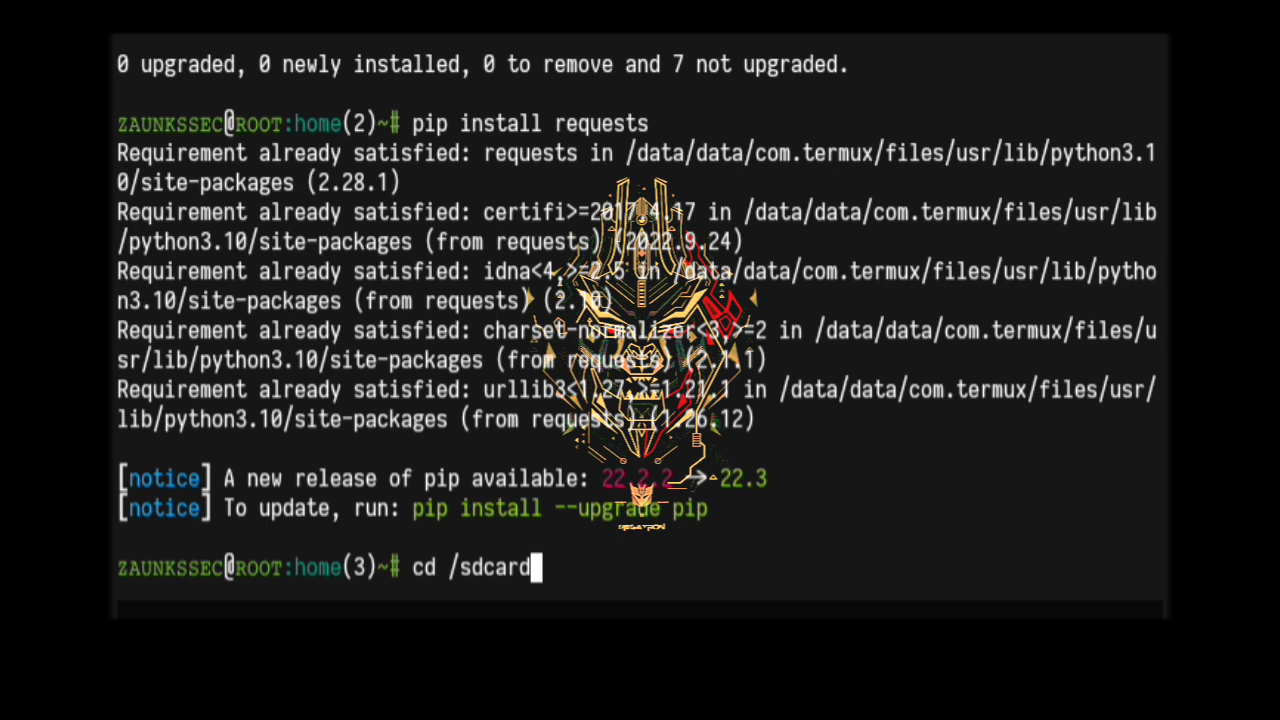 0 upgraded, 0 newly installed, 0 to remove and 7 not upgraded.
ZAUNKSSEC@ROOT:home(2)~# pip install requests
Requirement already satisfied: requests in /data/data/com.termux/files/usr/lib/python3.1
0/site-packages (2.28.1)
Requirement already satisfied: certifi>=2017.4.17 in /data/data/com.termux/files/usr/lib
/python3.10/site-packages (from requests) (2022.9.24)
Requirement already satisfied: idna<4,>=2.5 in /data/data/com.termux/files/usr/lib/pytho
n3.10/site-packages (from requests) (2.10)
Requirement already satisfied: charset-normalizer<3,>=2 in /data/data/com.termux/files/u
sr/lib/python3.10/site-packages (from requests) (2.1.1)
Requirement already satisfied: urllib3<1.27,>=1.21.1 in /data/data/com.termux/files/usr/
lib/python3.10/site-packages (from requests) (1.26.12)
[notice] A new release of pip available: 22.2.2 -> 22.3
[notice] To update, run: pip install --upgrade pip
MEGATRON
ZAUNKSSEC@ROOT:home(3)~# cd /sdcard